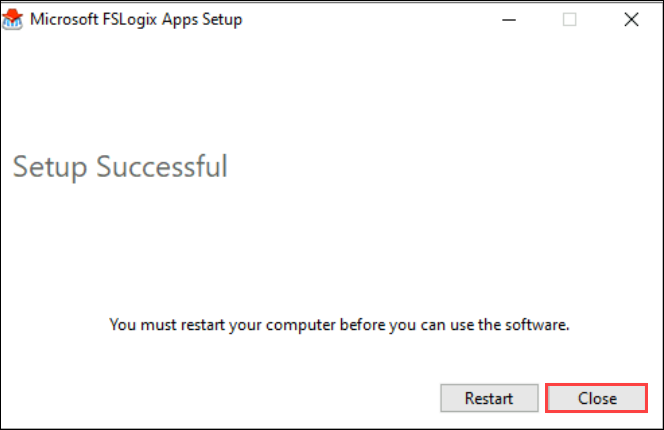 Microsoft FSLogix Apps Setup
Setup Successful
You must restart your computer before you can use the software.
Restart
Close